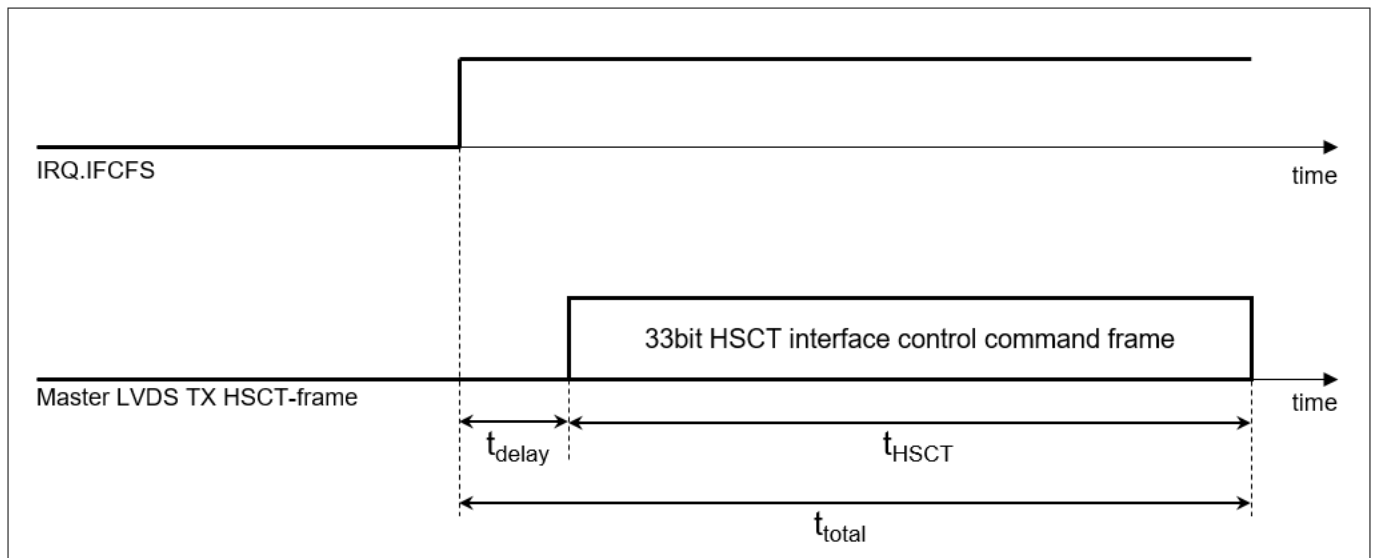 IRQ.IFCFS
time
33bit HSCT interface control command frame
Master LVDS TX HSCT-frame
time
tdelay
tHSCT
ttotal